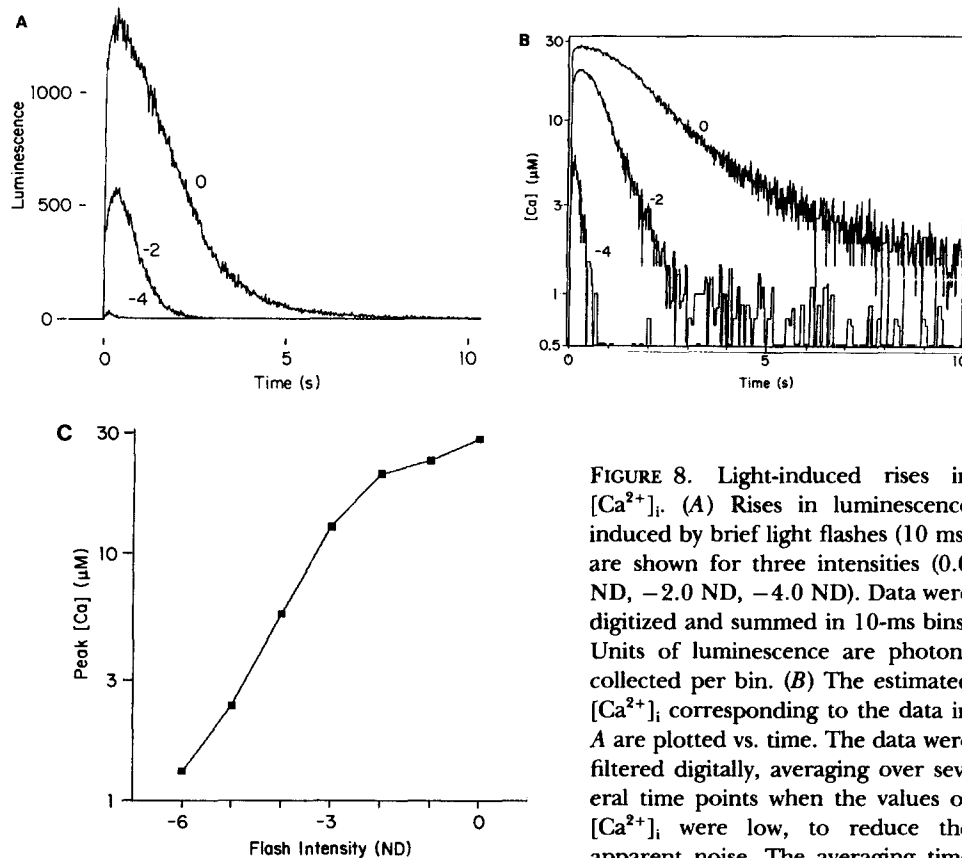 A
1000
500
0
Luminescence
0
-2
-4
0
5
10
Time (s)
B
30
10
3
1
0.5
[Ca] (μM)
0
-2
-4
0
5
10
Time (s)
C
30
10
3
1
Peak [Ca] (μM)
-6
-3
0
Flash Intensity (ND)
FIGURE 8. Light-induced rises in
[Ca²⁺]ᵢ. (A) Rises in luminescence
induced by brief light flashes (10 ms
are shown for three intensities (0.0
ND, −2.0 ND, −4.0 ND). Data were
digitized and summed in 10-ms bins
Units of luminescence are photon
collected per bin. (B) The estimated
[Ca²⁺]ᵢ corresponding to the data in
A are plotted vs. time. The data were
filtered digitally, averaging over sev
eral time points when the values o
[Ca²⁺]ᵢ were low, to reduce the
apparent noise. The averaging time